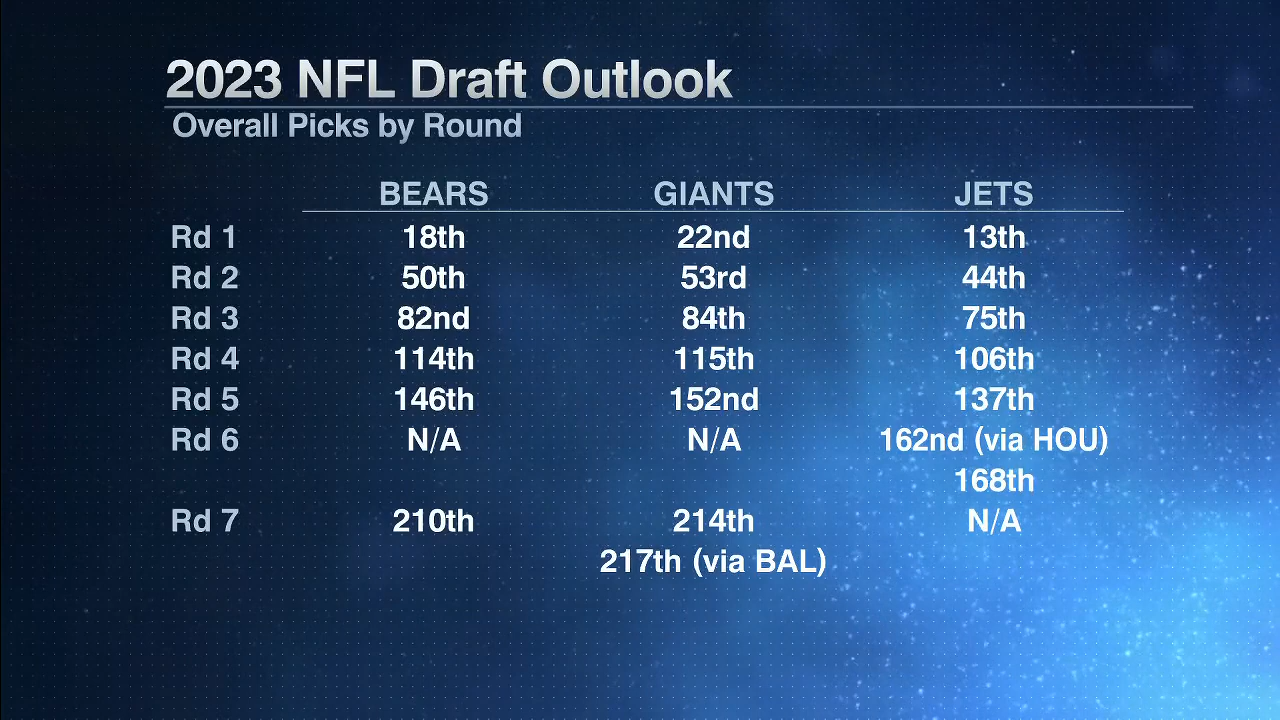 2023 NFL Draft Outlook
Overall Picks by Round
BEARS GIANTS JETS
Rd 1 18th 22nd 13th
Rd 2 50th 53rd 44th
Rd 3 82nd 84th 75th
Rd 4 114th 115th 106th
Rd 5 146th 152nd 137th
Rd 6 N/A N/A 162nd (via HOU)
168th
Rd 7 210th 214th N/A
217th (via BAL)